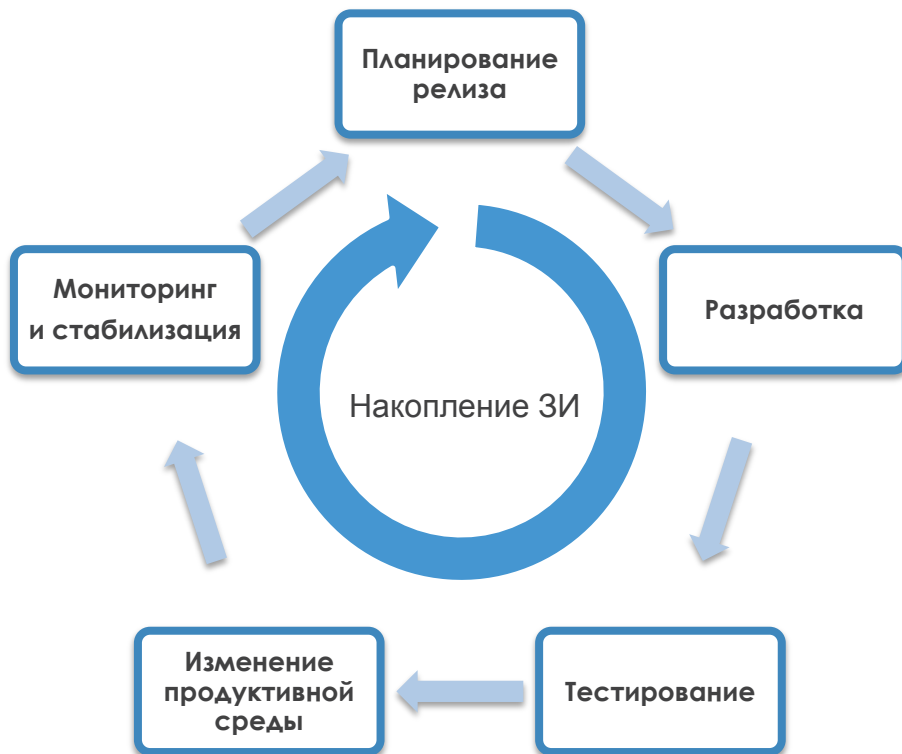 Планирование
релиза
Мониторинг
и стабилизация
Разработка
Накопление ЗИ
Изменение
продуктивной
среды
Тестирование